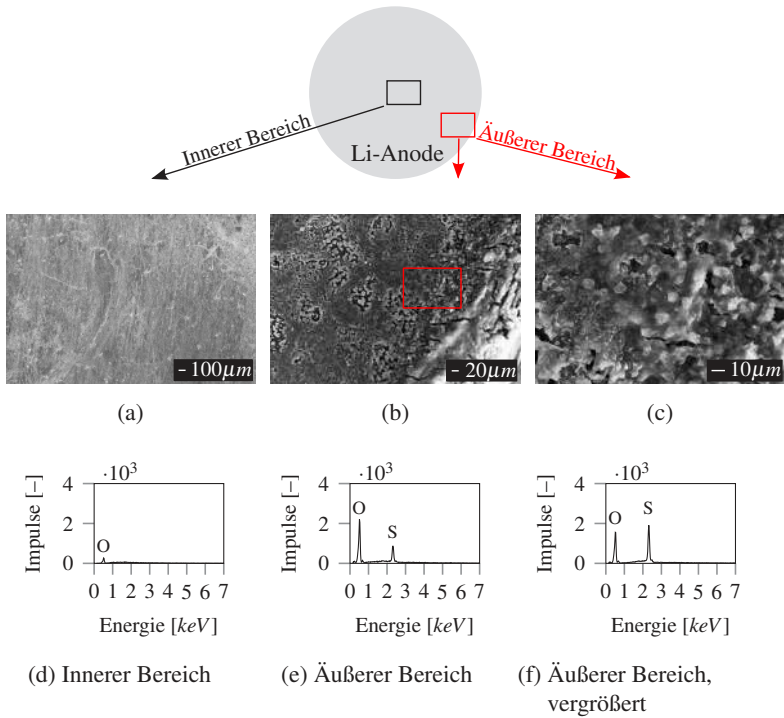 Innerer Bereich
Li-Anode
Äußerer Bereich
- 100μm
- 20μm
– 10μm
(a)
(b)
(c)
·10³
4
2
0
Impulse [–]
O
0 1 2 3 4 5 6 7
Energie [keV]
(d) Innerer Bereich
·10³
4
2
0
Impulse [–]
O
S
0 1 2 3 4 5 6 7
Energie [keV]
(e) Äußerer Bereich
·10³
4
2
0
Impulse [–]
O
S
0 1 2 3 4 5 6 7
Energie [keV]
(f) Äußerer Bereich,
vergrößert